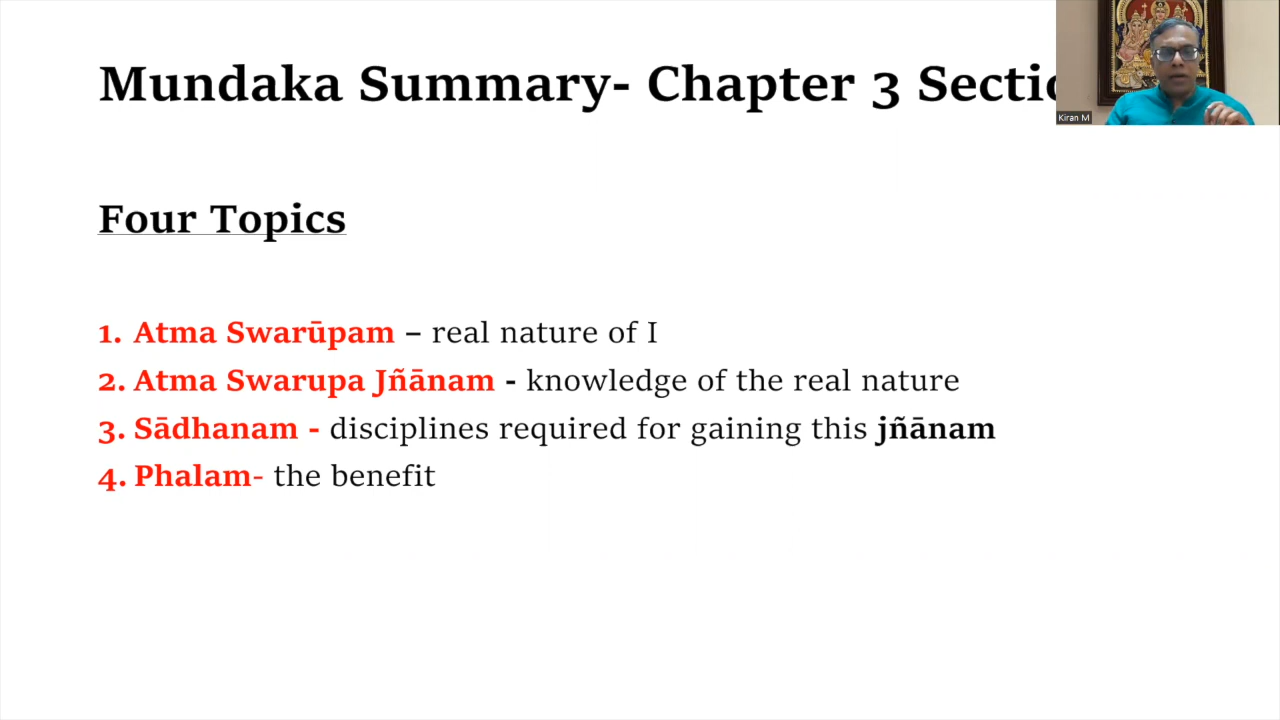 Mundaka Summary- Chapter 3
Kiran M
Four Topics
1. Atma Swarūpam – real nature of I
2. Atma Swarupa Jñānam - knowledge of the real nature
3. Sādhanam - disciplines required for gaining this jñānam
4. Phalam- the benefit